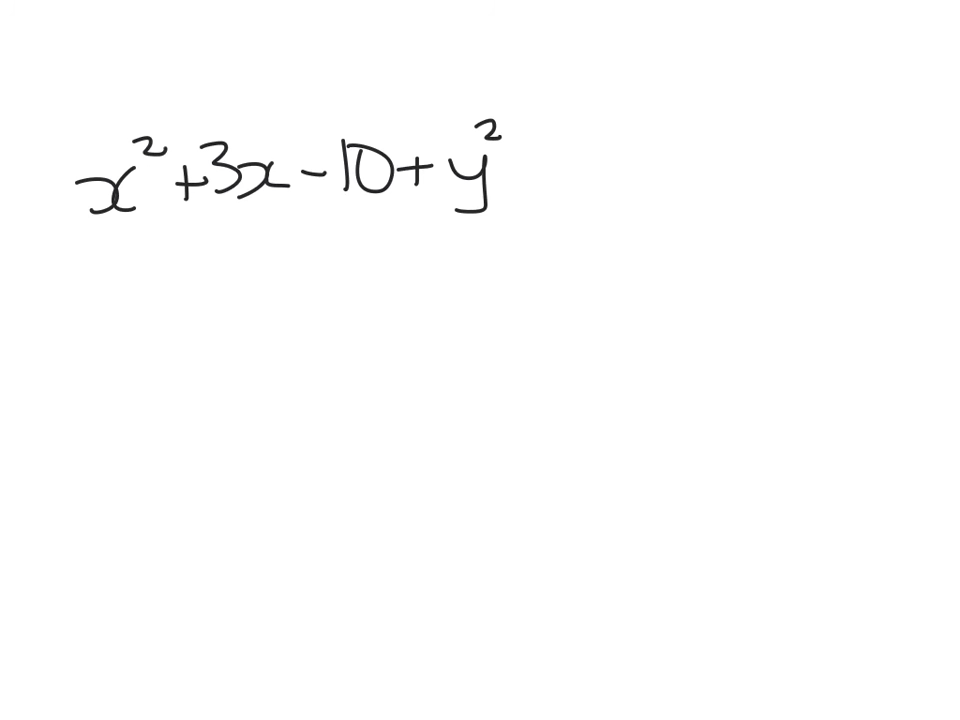 x² + 3x - 10 + y²